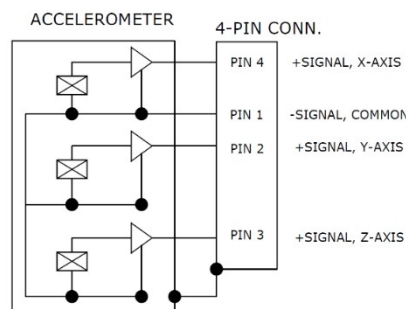 ACCELEROMETER
4-PIN CONN.
PIN 4 +SIGNAL, X-AXIS
PIN 1 -SIGNAL, COMMON
PIN 2 +SIGNAL, Y-AXIS
PIN 3 +SIGNAL, Z-AXIS